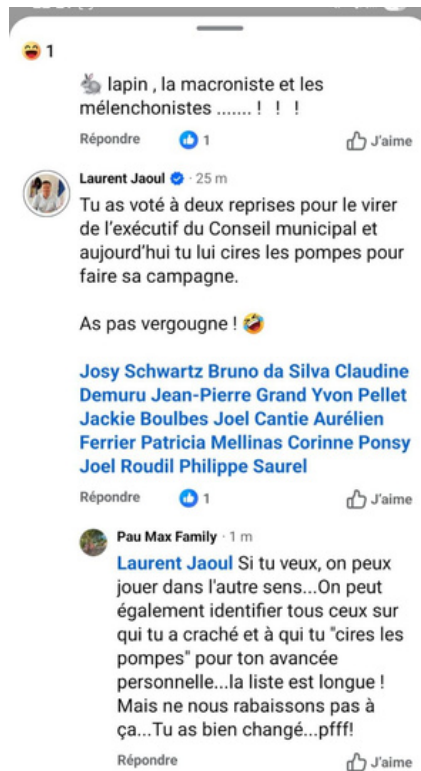 1
lapin , la macroniste et les
mélenchonistes ....... ! ! !
Répondre 1 J'aime
Laurent Jaoul · 25 m
Tu as voté à deux reprises pour le virer
de l'exécutif du Conseil municipal et
aujourd'hui tu lui cires les pompes pour
faire sa campagne.
As pas vergougne !
Josy Schwartz Bruno da Silva Claudine
Demuru Jean-Pierre Grand Yvon Pellet
Jackie Boulbes Joel Cantie Aurélien
Ferrier Patricia Mellinas Corinne Ponsy
Joel Roudil Philippe Saurel
Répondre 1 J'aime
Pau Max Family · 1 m
Laurent Jaoul Si tu veux, on peux
jouer dans l'autre sens...On peut
également identifier tous ceux sur
qui tu a craché et à qui tu "cires les
pompes" pour ton avancée
personnelle...la liste est longue !
Mais ne nous rabaissons pas à
ça...Tu as bien changé...pfff!
Répondre J'aime